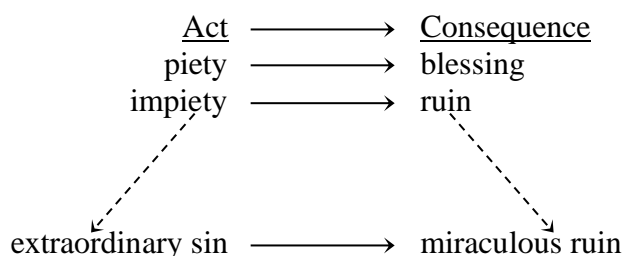 Act Consequence
piety blessing
impiety ruin
extraordinary sin miraculous ruin